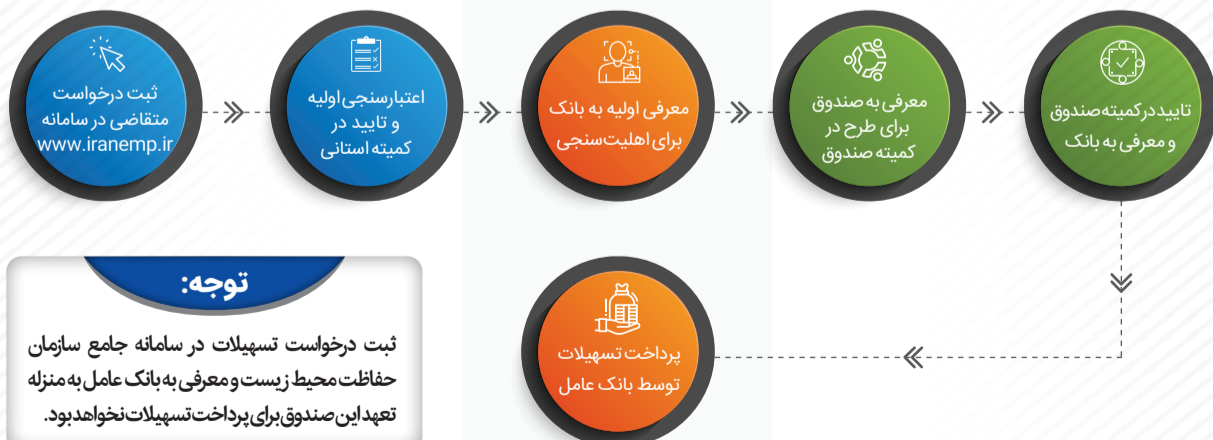 ثبت درخواست
متقاضی در سامانه
www.iranemp.ir
اعتبارسنجی اولیه
و تایید در
کمیته استانی
معرفی اولیه به بانک
برای اهلیت‌سنجی
معرفی به صندوق
برای طرح در
کمیته صندوق
تایید در کمیته صندوق
و معرفی به بانک
پرداخت تسهیلات
توسط بانک عامل
توجه:
ثبت درخواست تسهیلات در سامانه جامع سازمان
حفاظت محیط زیست و معرفی به بانک عامل به منزله
تعهد این صندوق برای پرداخت تسهیلات نخواهد بود.